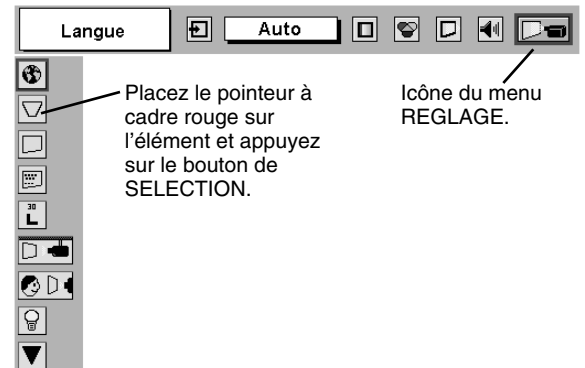 Langue
Auto
Placez le pointeur à
cadre rouge sur
l'élément et appuyez
sur le bouton de
SELECTION.
Icône du menu
REGLAGE.
30
L